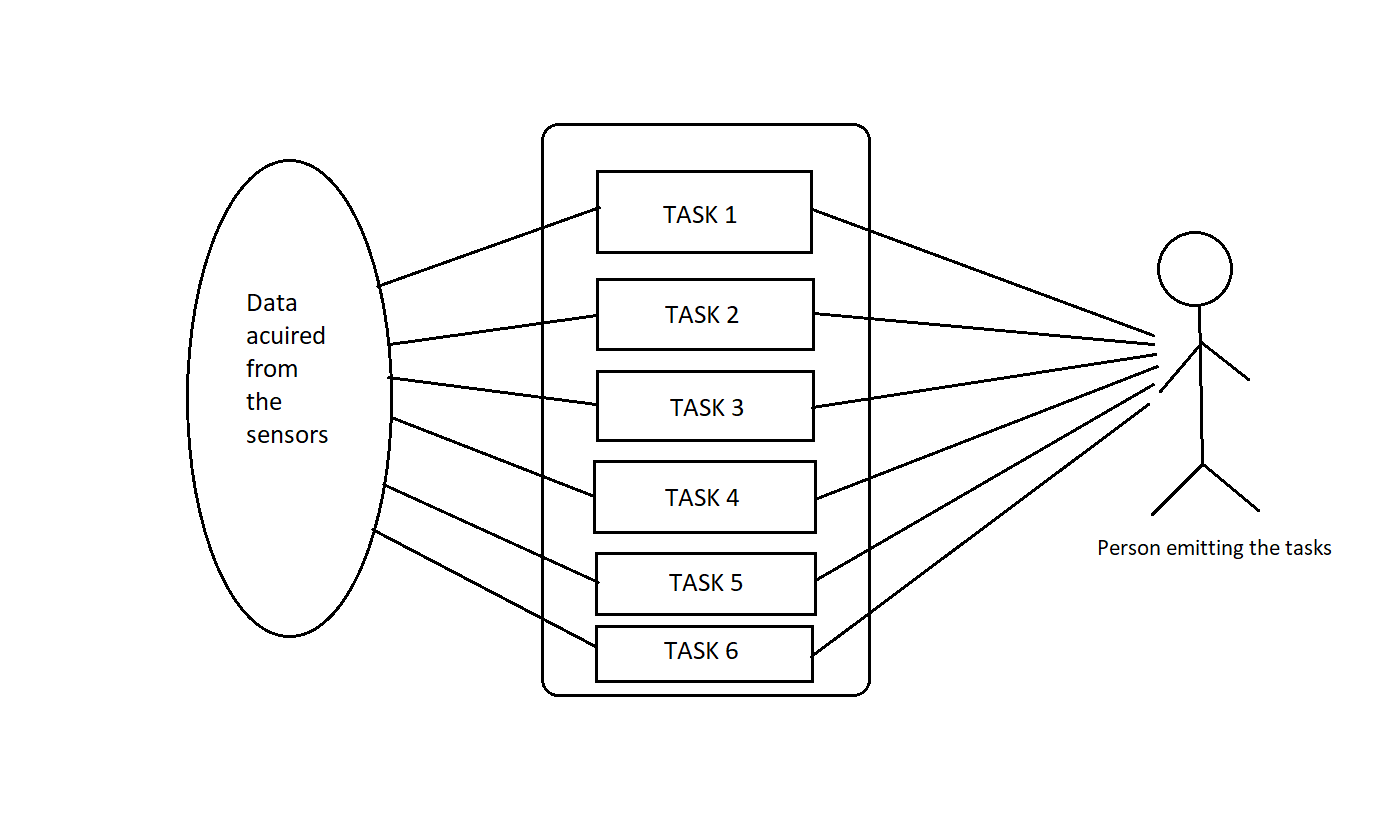 Data
acuired
from
the
sensors
TASK 1
TASK 2
TASK 3
TASK 4
TASK 5
TASK 6
Person emitting the tasks